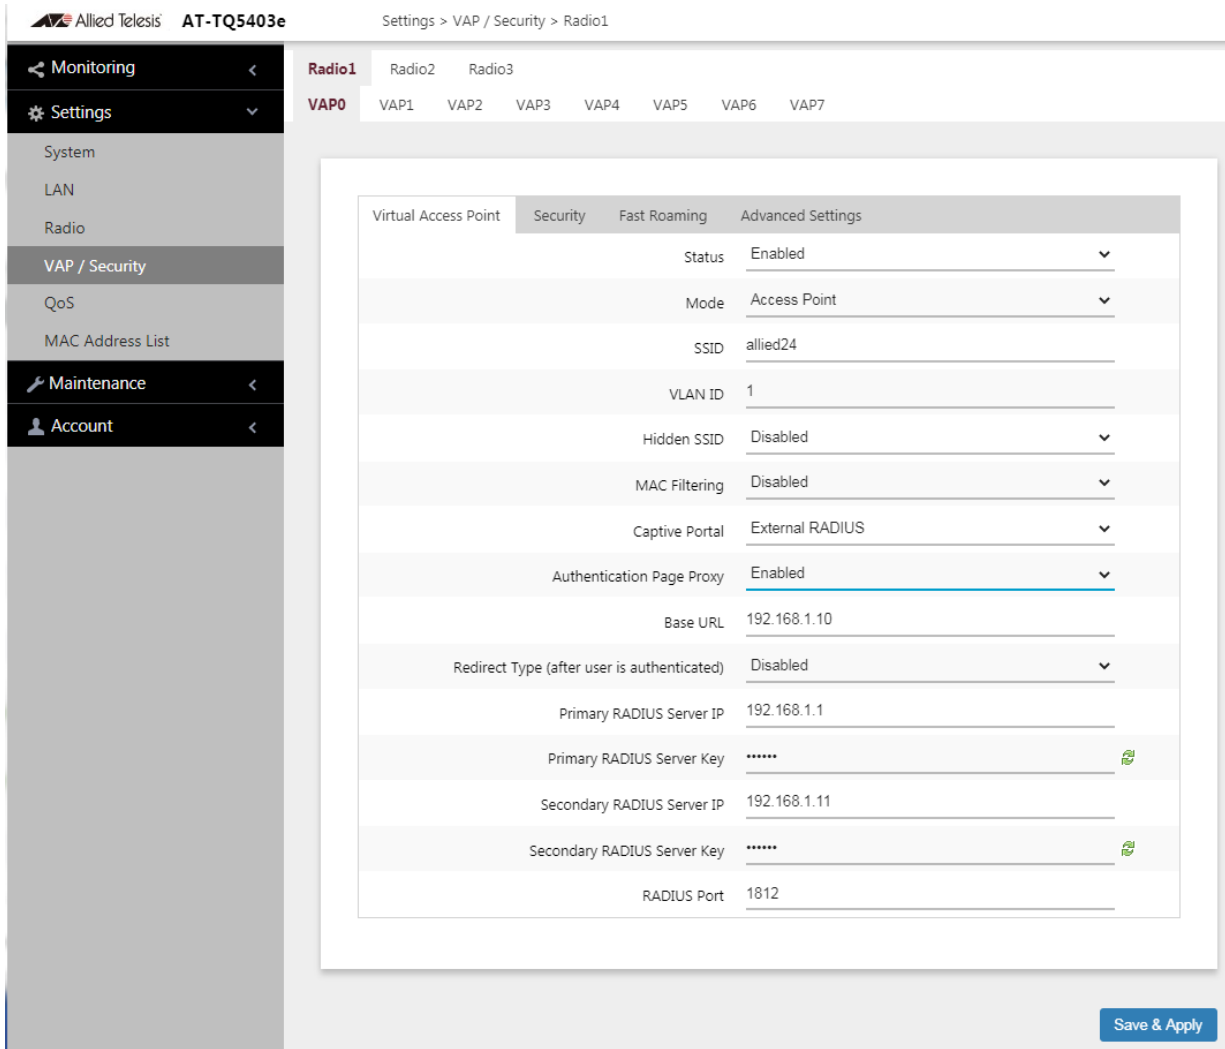 Allied Telesis AT-TQ5403e Settings > VAP / Security > Radio1
Monitoring
Settings
System
LAN
Radio
VAP / Security
QoS
MAC Address List
Maintenance
Account
Radio1 Radio2 Radio3
VAP0 VAP1 VAP2 VAP3 VAP4 VAP5 VAP6 VAP7
Virtual Access Point Security Fast Roaming Advanced Settings
Status Enabled
Mode Access Point
SSID allied24
VLAN ID 1
Hidden SSID Disabled
MAC Filtering Disabled
Captive Portal External RADIUS
Authentication Page Proxy Enabled
Base URL 192.168.1.10
Redirect Type (after user is authenticated) Disabled
Primary RADIUS Server IP 192.168.1.1
Primary RADIUS Server Key ••••••
Secondary RADIUS Server IP 192.168.1.11
Secondary RADIUS Server Key ••••••
RADIUS Port 1812
Save & Apply